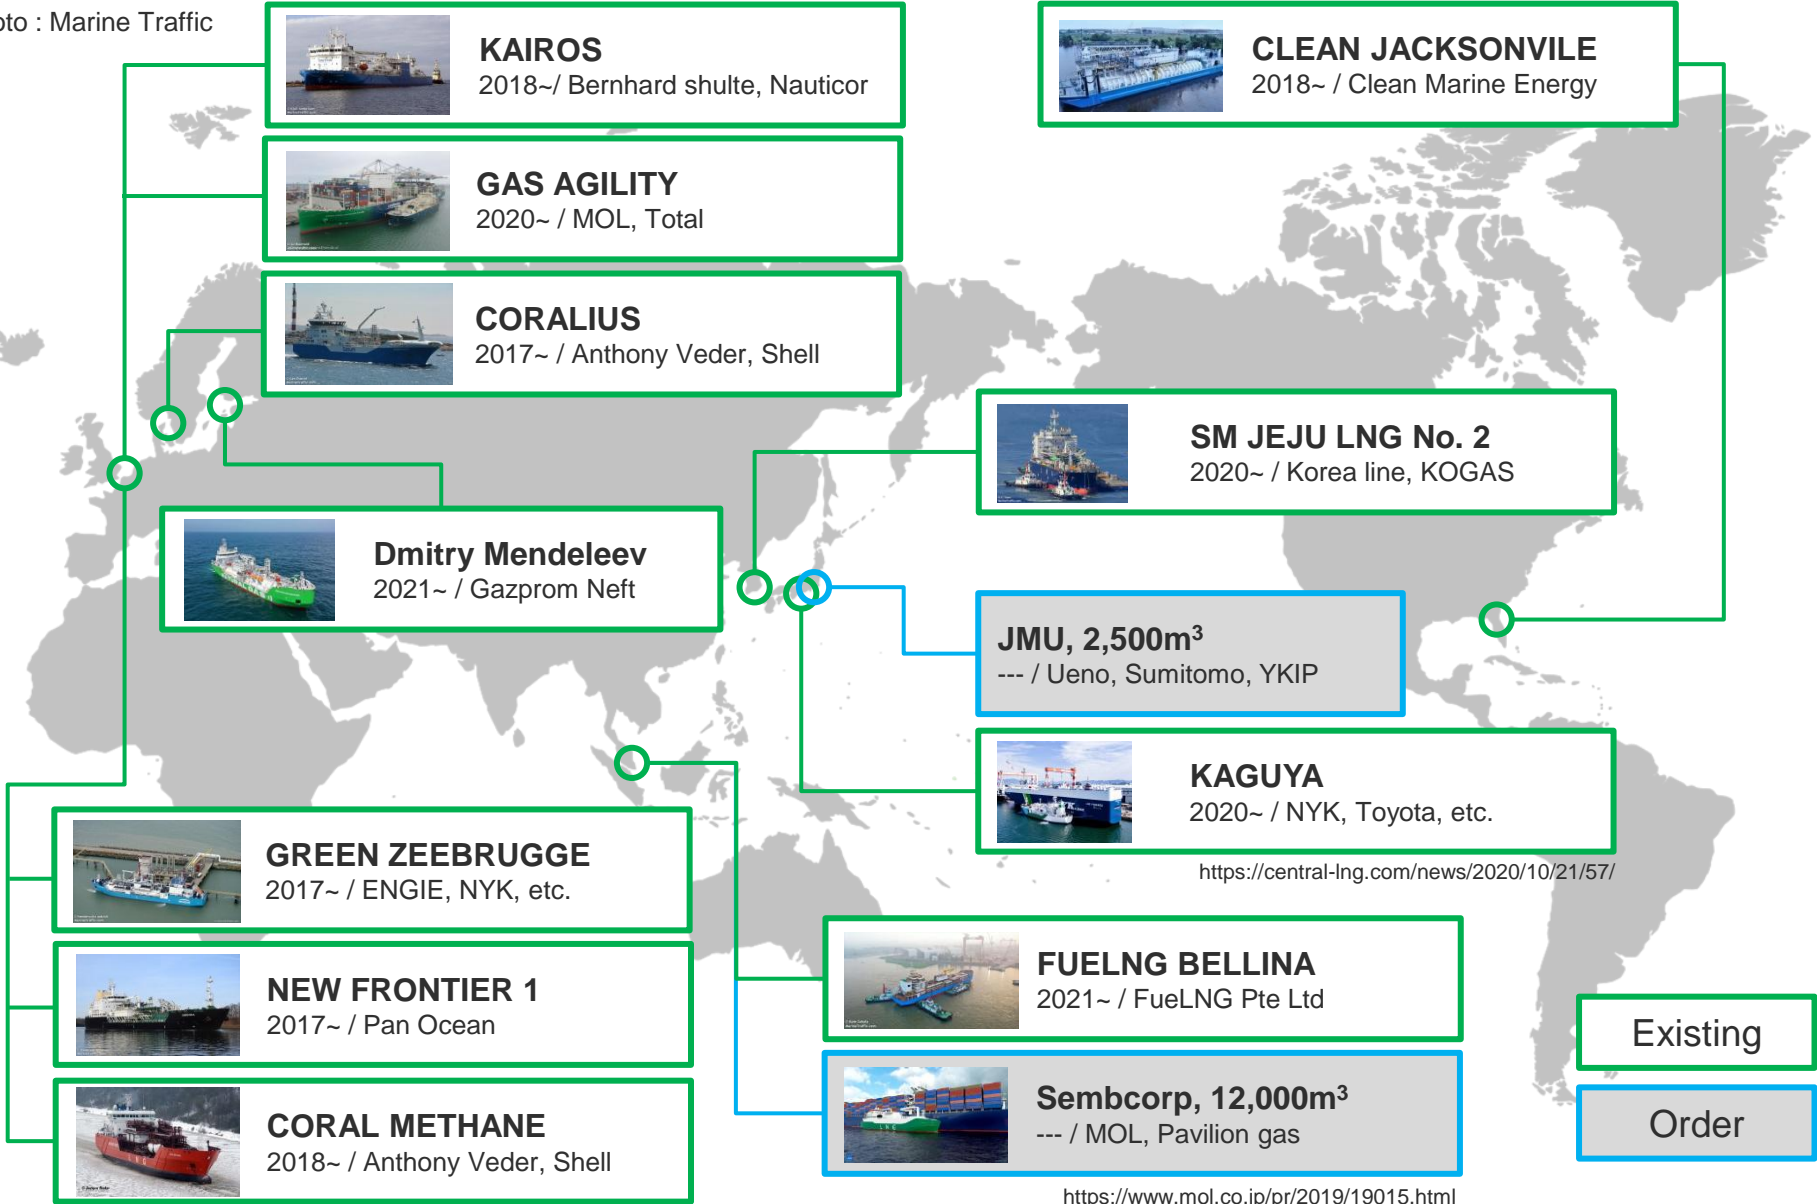 oto : Marine Traffic
KAIROS
2018~/ Bernhard shulte, Nauticor
CLEAN JACKSONVILE
2018~ / Clean Marine Energy
GAS AGILITY
2020~ / MOL, Total
CORALIUS
2017~ / Anthony Veder, Shell
SM JEJU LNG No. 2
2020~ / Korea line, KOGAS
Dmitry Mendeleev
2021~ / Gazprom Neft
JMU, 2,500m³
--- / Ueno, Sumitomo, YKIP
KAGUYA
2020~ / NYK, Toyota, etc.
https://central-lng.com/news/2020/10/21/57/
GREEN ZEEBRUGGE
2017~ / ENGIE, NYK, etc.
NEW FRONTIER 1
2017~ / Pan Ocean
CORAL METHANE
2018~ / Anthony Veder, Shell
FUELNG BELLINA
2021~ / FueLNG Pte Ltd
Sembcorp, 12,000m³
--- / MOL, Pavilion gas
https://www.mol.co.jp/pr/2019/19015.html
Existing
Order